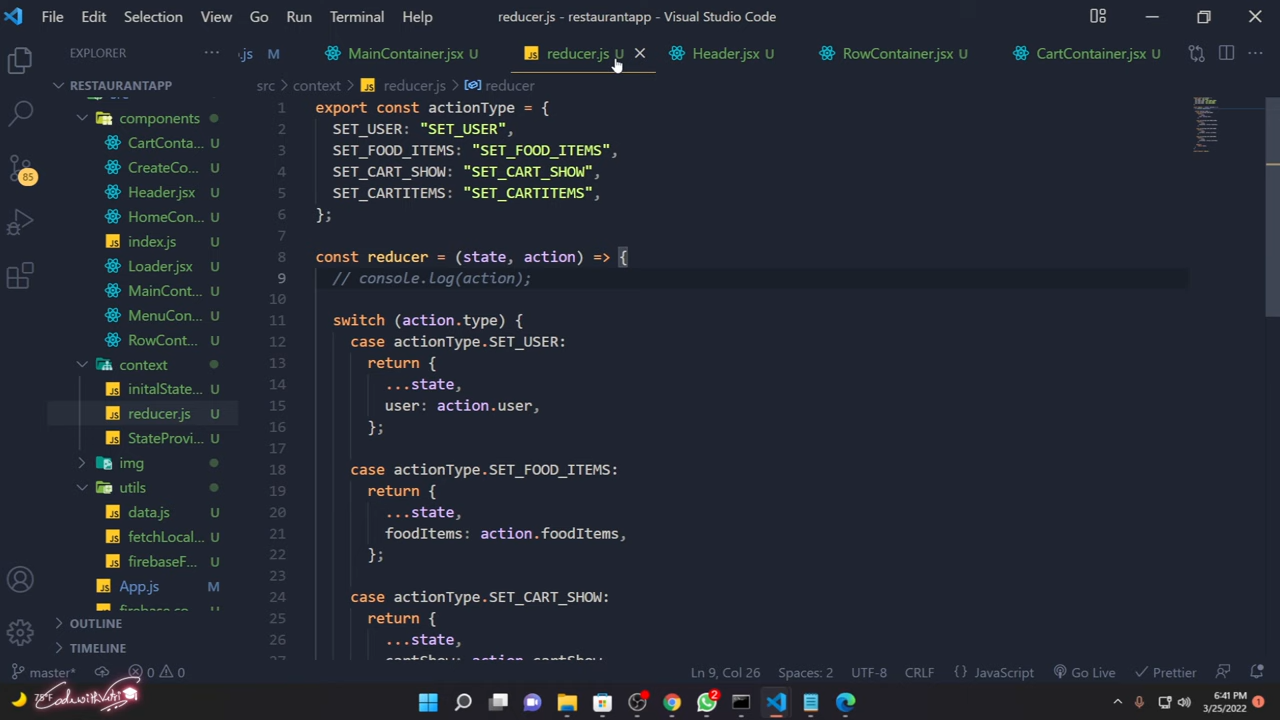 File Edit Selection View Go Run Terminal Help reducer.js - restaurantapp - Visual Studio Code
EXPLORER ···
.js M MainContainer.jsx U reducer.js U Header.jsx U RowContainer.jsx U CartContainer.jsx U ···
RESTAURANTAPP
src
components
CartConta... U
CreateCo... U
Header.jsx U
HomeCon... U
index.js U
Loader.jsx U
MainCont... U
MenuCon... U
RowCont... U
context
initalState... U
reducer.js U
StateProvi... U
img
utils
data.js U
fetchLocal... U
firebaseF... U
App.js M
firebase.co...
OUTLINE
TIMELINE
85
src > context > reducer.js > reducer
1 export const actionType = {
2 SET_USER: "SET_USER",
3 SET_FOOD_ITEMS: "SET_FOOD_ITEMS",
4 SET_CART_SHOW: "SET_CART_SHOW",
5 SET_CARTITEMS: "SET_CARTITEMS",
6 };
7
8 const reducer = (state, action) => {
9 // console.log(action);
10
11 switch (action.type) {
12 case actionType.SET_USER:
13 return {
14 ...state,
15 user: action.user,
16 };
17
18 case actionType.SET_FOOD_ITEMS:
19 return {
20 ...state,
21 foodItems: action.foodItems,
22 };
23
24 case actionType.SET_CART_SHOW:
25 return {
26 ...state,
27 cartShow: action.cartShow,
master* 0 0 Ln 9, Col 26 Spaces: 2 UTF-8 CRLF JavaScript Go Live Prettier
2
6:41 PM
3/25/2022
1